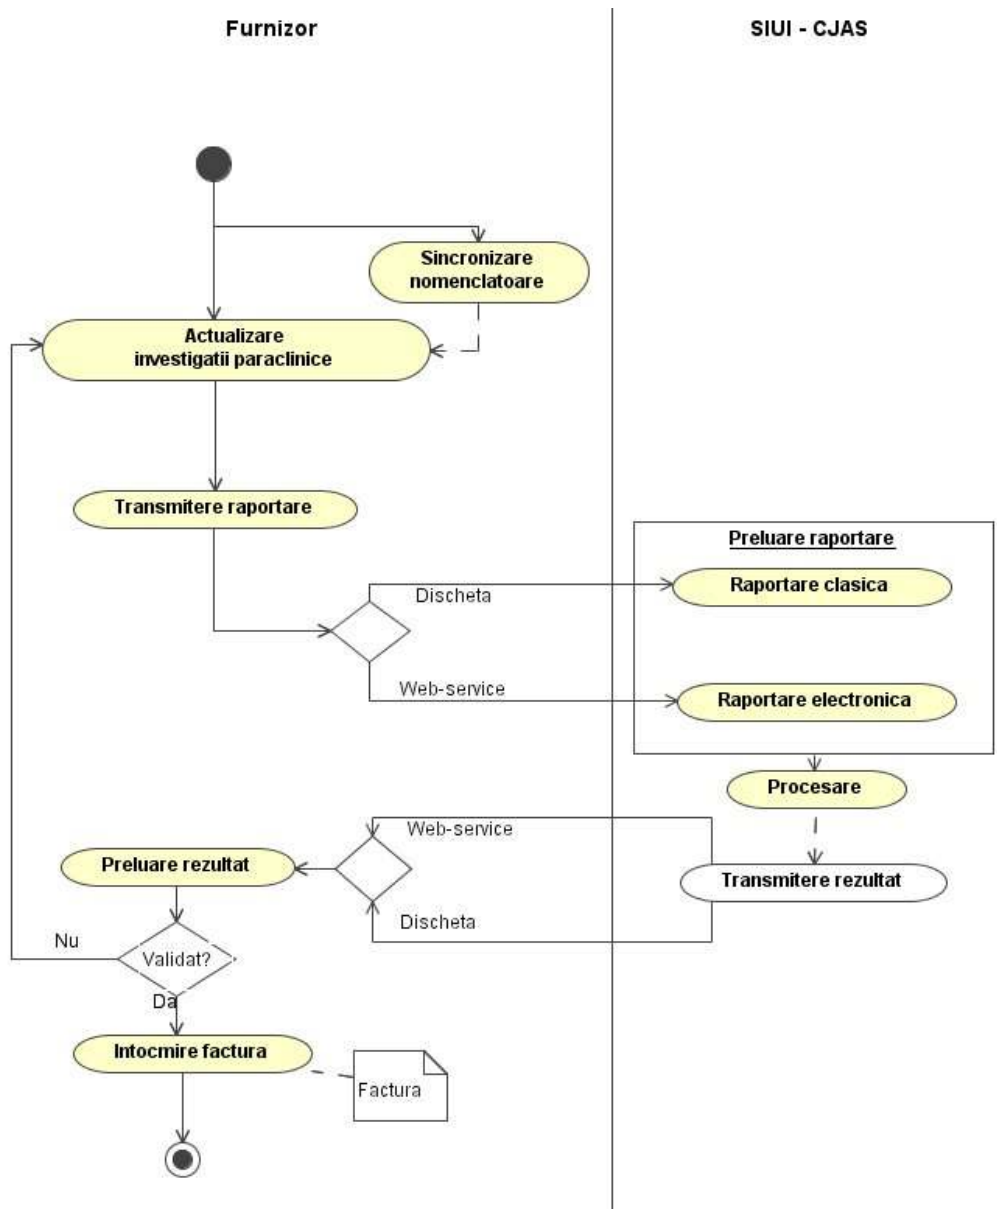 Furnizor
SIUI - CJAS
Sincronizare
nomenclatoare
Actualizare
investigatii paraclinice
Transmitere raportare
Preluare raportare
Discheta
Raportare clasica
Web-service
Raportare electronica
Procesare
Web-service
Preluare rezultat
Transmitere rezultat
Discheta
Nu
Validat?
Da
Intocmire factura
Factura